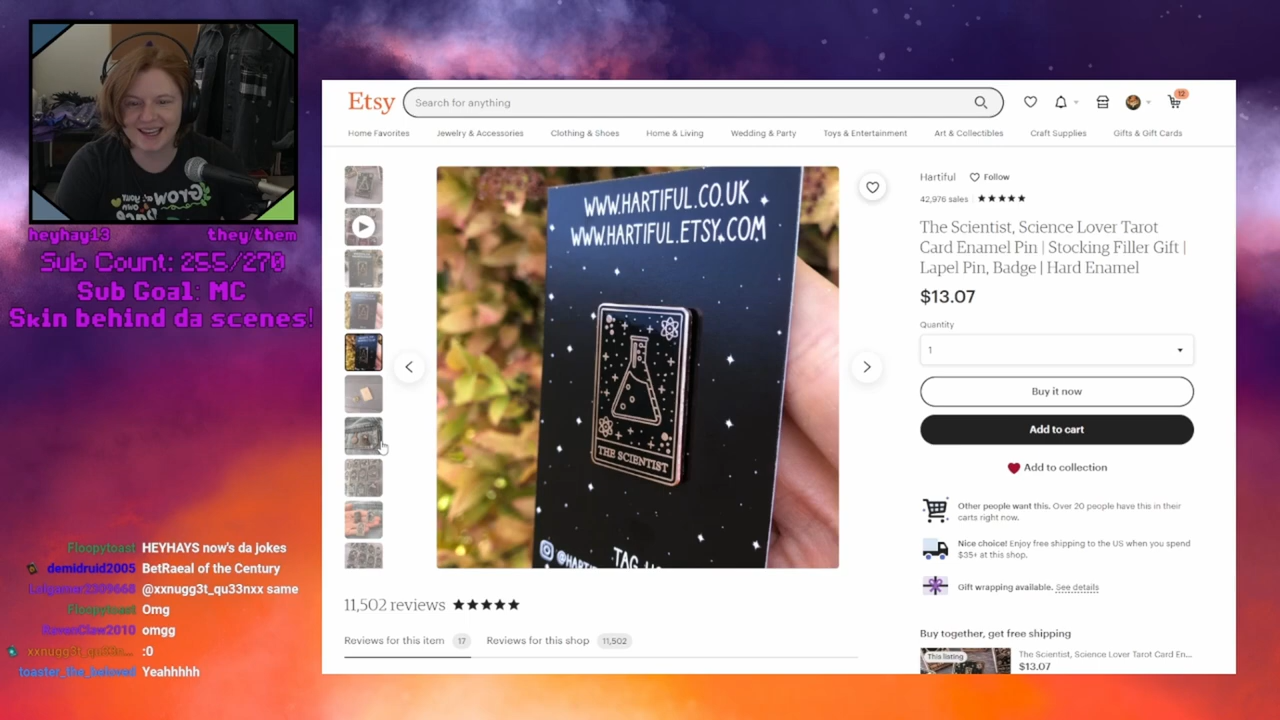 heyhay13
they/them
Sub Count: 255/270
Sub Goal: MC
Skin behind da scenes!
Floopytoast HEYHAYS now's da jokes
demidruid2005 BetRaeal of the Century
@xxnugg3t_qu33nxx same
Floopytoast Omg
RavenClaw2010 omgg
xxnugg3t_qu33n... :0
toaster_the_beloved Yeahhhhh
Etsy
Search for anything
12
Home Favorites
Jewelry & Accessories
Clothing & Shoes
Home & Living
Wedding & Party
Toys & Entertainment
Art & Collectibles
Craft Supplies
Gifts & Gift Cards
WWW.HARTIFUL.CO.UK
WWW.HARTIFUL.ETSY.COM
THE SCIENTIST
Hartiful
Follow
42,976 sales
The Scientist, Science Lover Tarot
Card Enamel Pin | Stocking Filler Gift |
Lapel Pin, Badge | Hard Enamel
$13.07
Quantity
1
Buy it now
Add to cart
Add to collection
Other people want this. Over 20 people have this in their
carts right now.
Nice choice! Enjoy free shipping to the US when you spend
$35+ at this shop.
Gift wrapping available. See details
Buy together, get free shipping
This listing
The Scientist, Science Lover Tarot Card En...
$13.07
11,502 reviews
Reviews for this item 17
Reviews for this shop 11,502